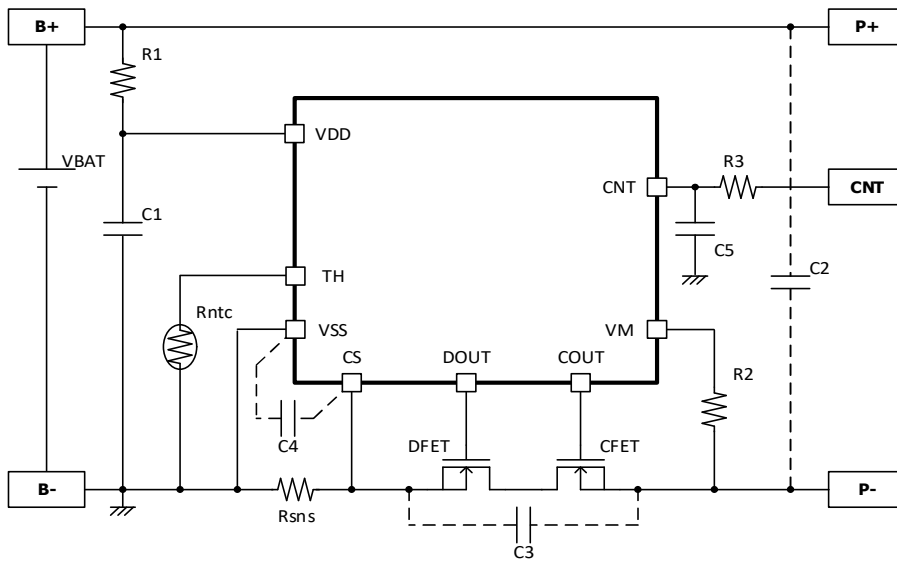 B+
P+
R1
VDD
VBAT
R3
CNT
CNT
C1
C5
C2
TH
Rntc
VSS
VM
CS
DOUT
COUT
R2
C4
DFET
CFET
B-
P-
Rsns
C3